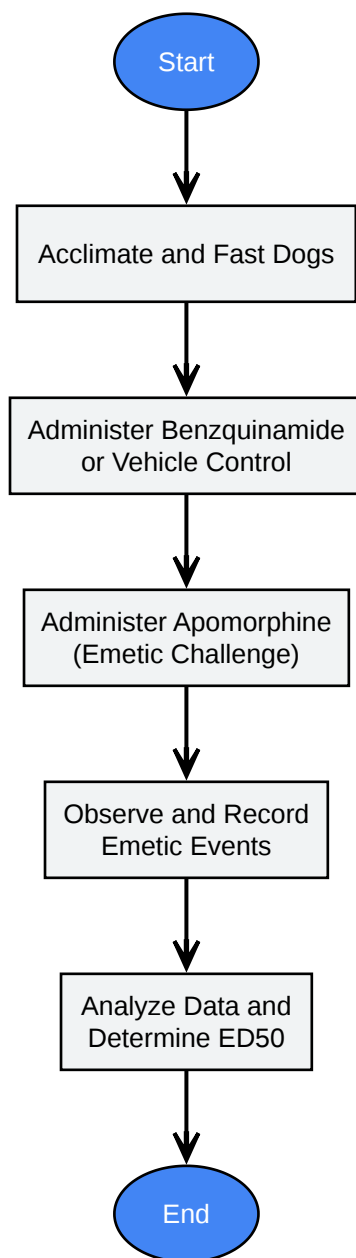 Start
Acclimate and Fast Dogs
Administer Benzquinamide
or Vehicle Control
Administer Apomorphine
(Emetic Challenge)
Observe and Record
Emetic Events
Analyze Data and
Determine ED50
End